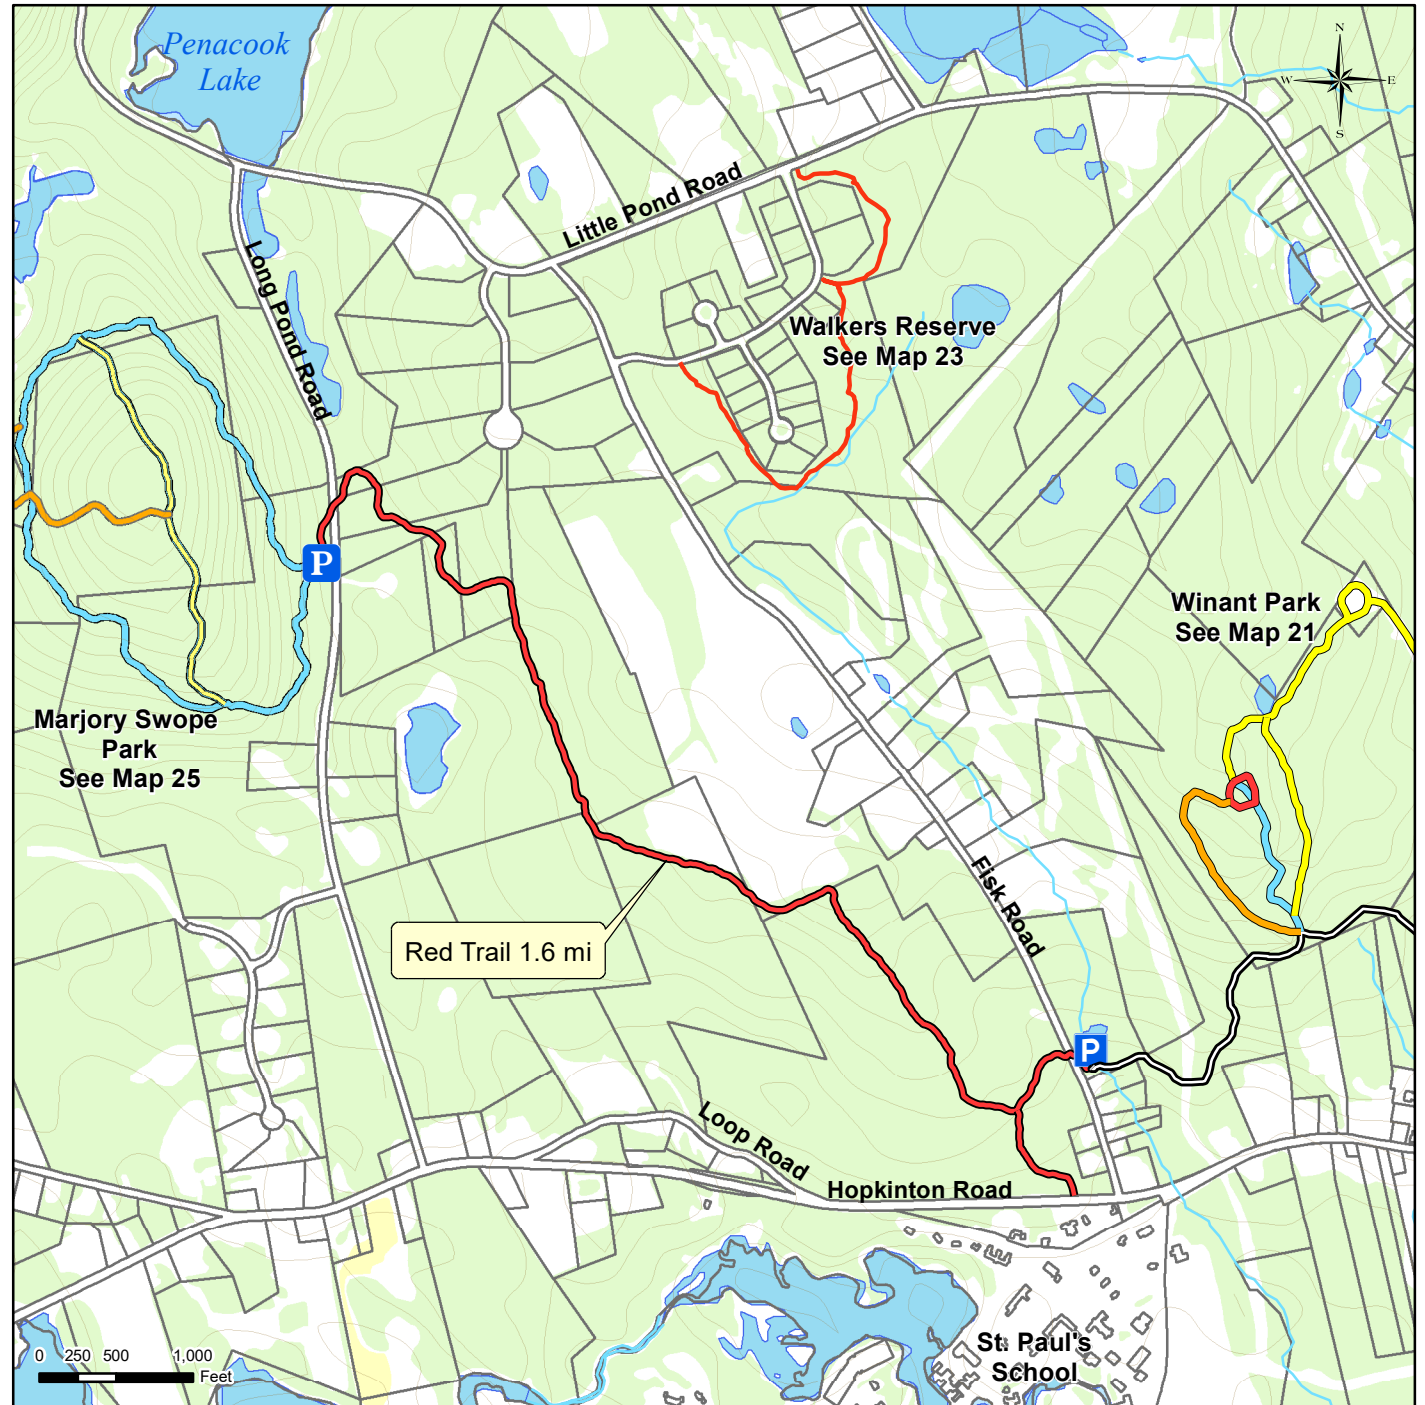 Penacook
Lake
N
W
E
S
Little Pond Road
Long Pond Road
Walkers Reserve
See Map 23
P
Winant Park
See Map 21
Marjory Swope
Park
See Map 25
Fisk Road
Red Trail 1.6 mi
P
Loop Road
Hopkinton Road
St. Paul's
School
0 250 500 1,000
Feet